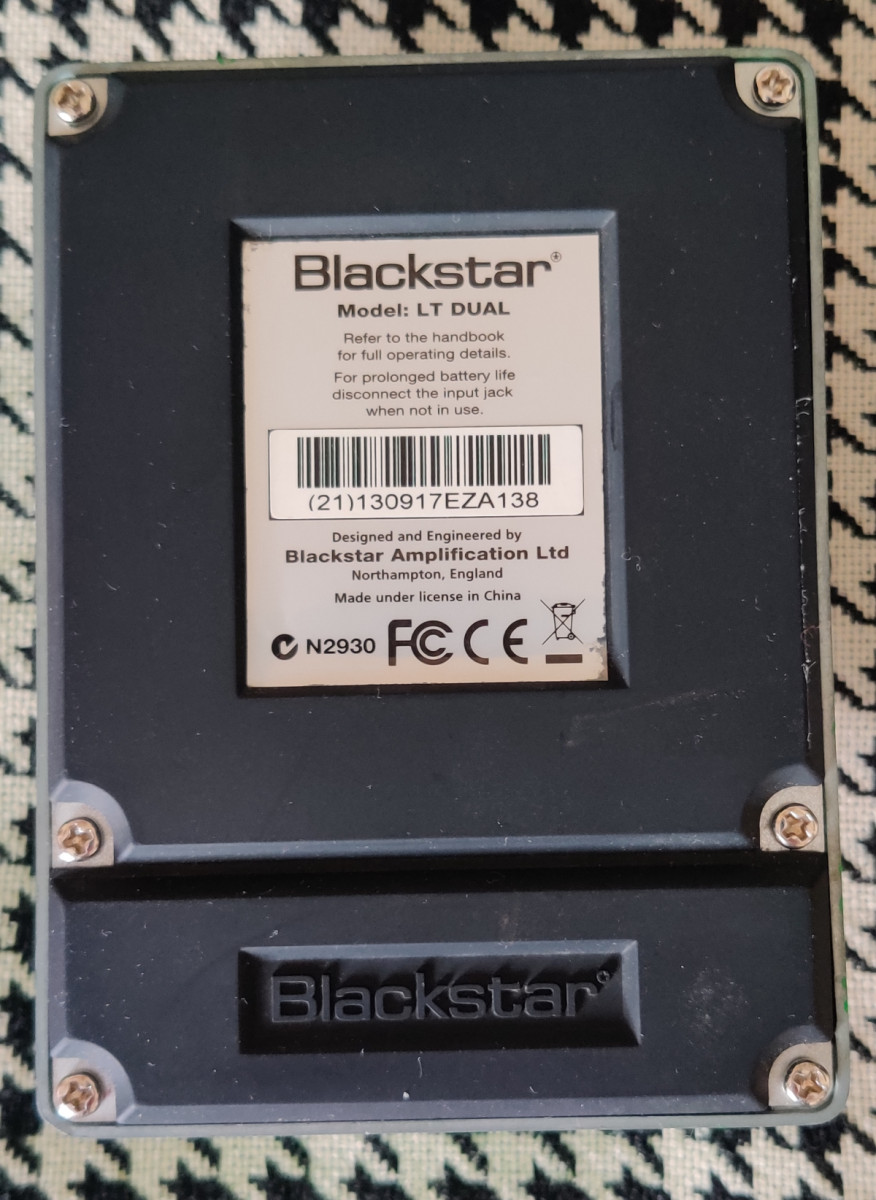 Blackstar®
Model: LT DUAL
Refer to the handbook
for full operating details.
For prolonged battery life
disconnect the input jack
when not in use.
(21)130917EZA138
Designed and Engineered by
Blackstar Amplification Ltd
Northampton, England
Made under license in China
N2930 FC CE
Blackstar®